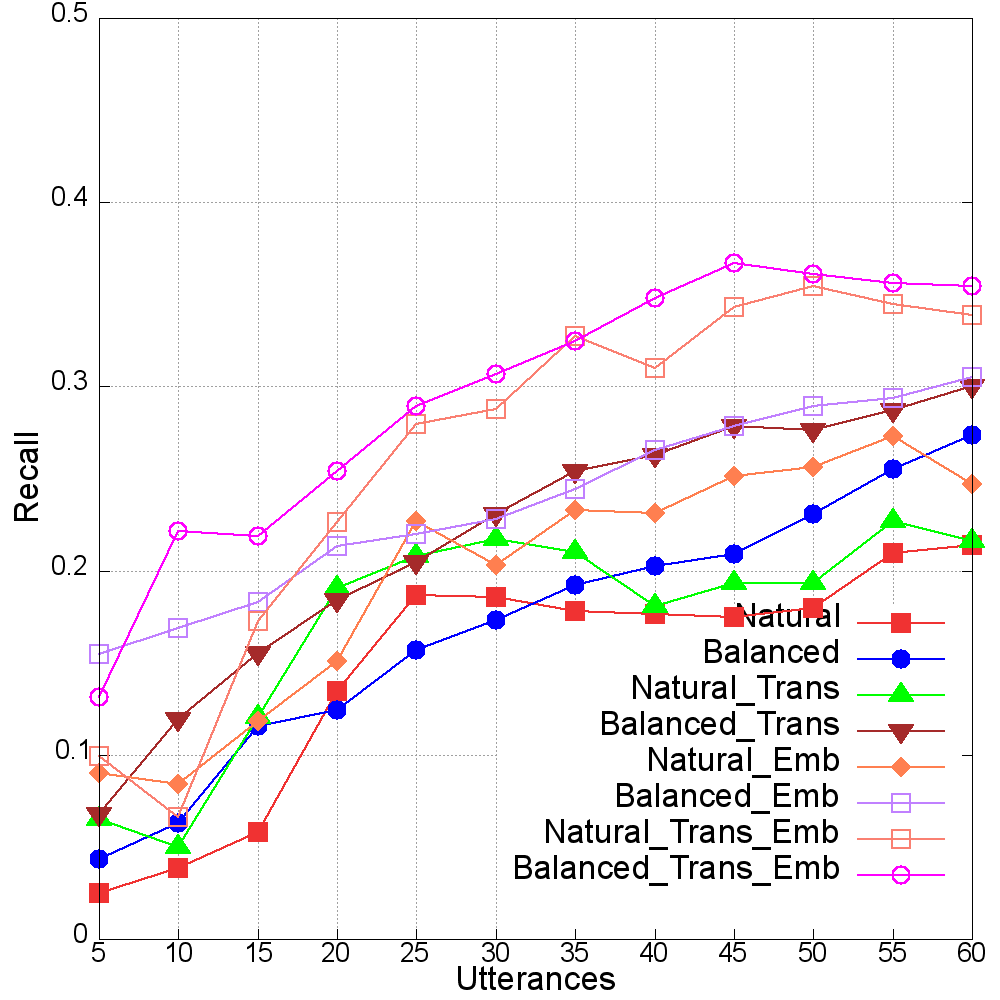 0.5
0.4
0.3
0.2
0.1
0
Recall
Natural
Balanced
Natural_Trans
Balanced_Trans
Natural_Emb
Balanced_Emb
Natural_Trans_Emb
Balanced_Trans_Emb
5 10 15 20 25 30 35 40 45 50 55 60
Utterances